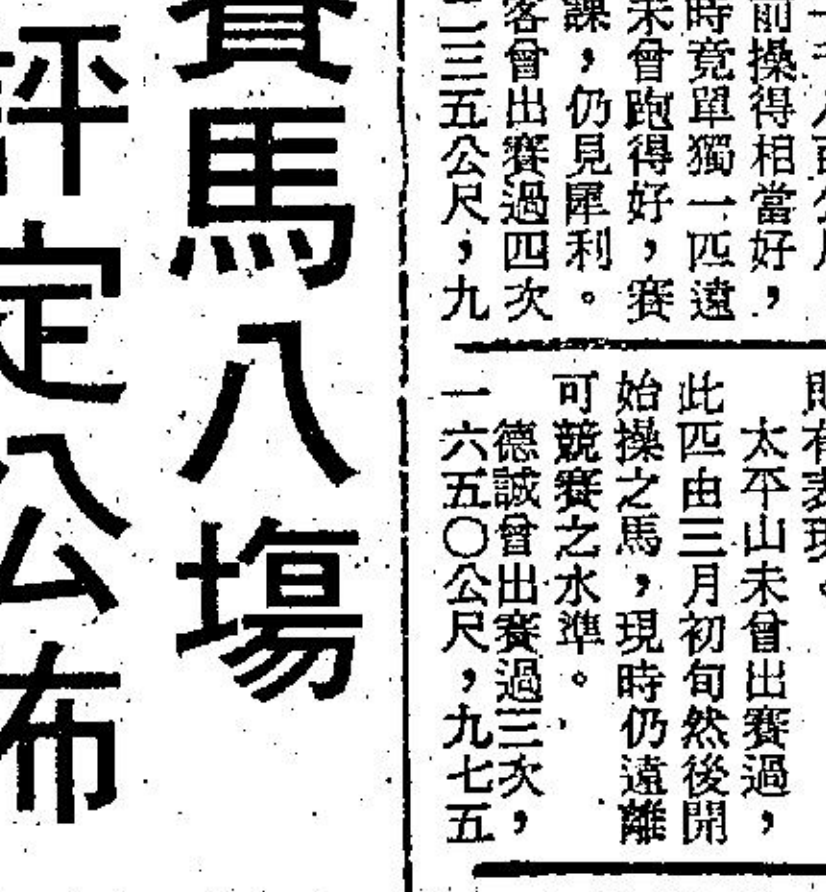 前操得相當好，
時竟單獨一匹遠
未曾跑得好，賽
課，仍見犀利。
客曾出賽過四次
二三五公尺，九
則有表現。
太平山未曾出賽過，
此匹由三月初旬然後開
始操之馬，現時仍遠離
可競賽之水準。
德誠曾出賽過三次，
一六五〇公尺，九七五
賽馬八塲
評定公布